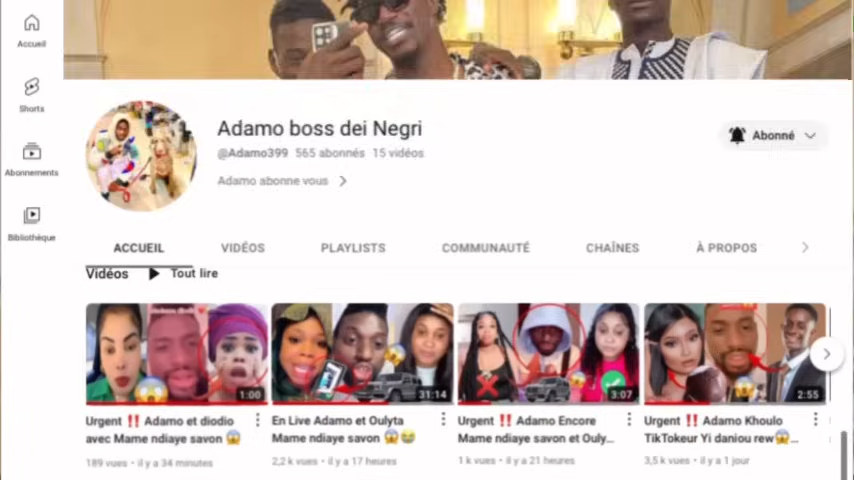 Accueil
Shorts
Abonnements
Bibliothèque
Adamo boss dei Negri
@Adamo399 565 abonnés 15 vidéos
Adamo abonne vous
Abonné
ACCUEIL VIDÉOS PLAYLISTS COMMUNAUTÉ CHAÎNES À PROPOS
Vidéos Tout lire
1:00
31:14
3:07
2:55
Urgent ‼️ Adamo et diodio
avec Mame ndiaye savon 😱
189 vues • il y a 34 minutes
En Live Adamo et Oulyta
Mame ndiaye savon 😱😂
2,2 k vues • il y a 17 heures
Urgent ‼️ Adamo Encore
Mame ndiaye savon et Ouly...
1 k vues • il y a 21 heures
Urgent ‼️ Adamo Khoulo
TikTokeur Yi daniou rew😱...
3,5 k vues • il y a 1 jour